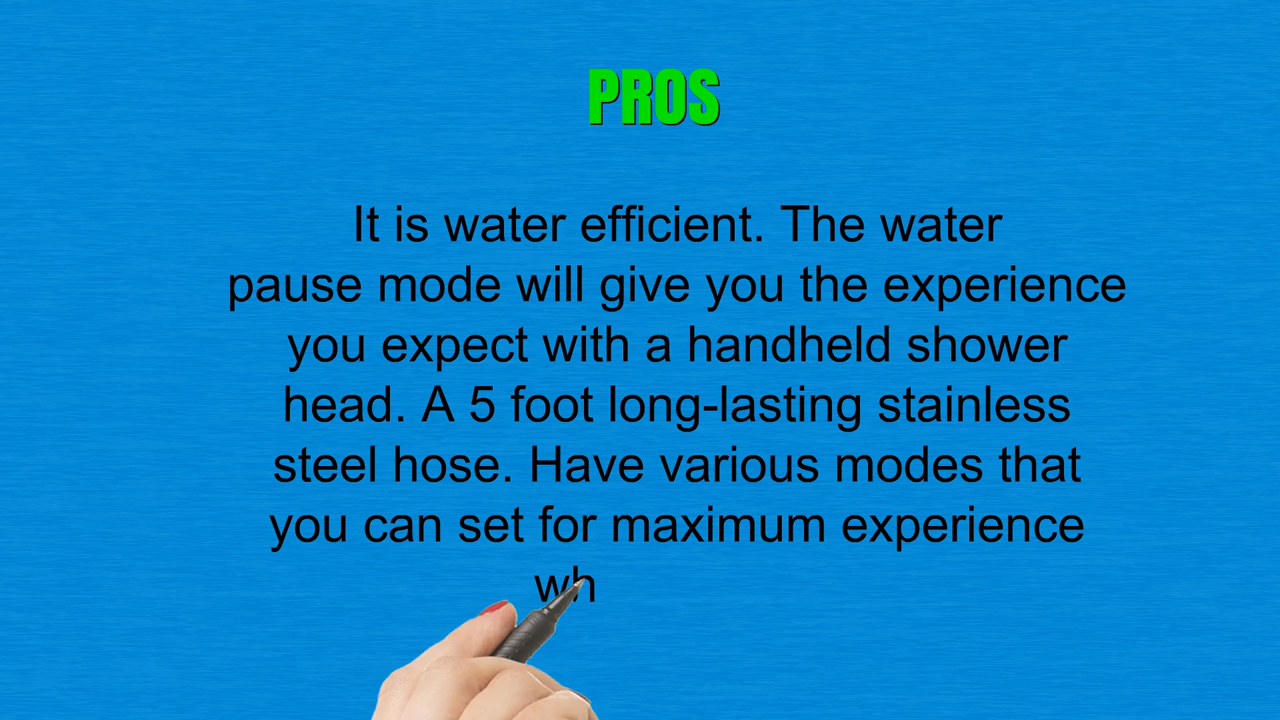 PROS
It is water efficient. The water
pause mode will give you the experience
you expect with a handheld shower
head. A 5 foot long-lasting stainless
steel hose. Have various modes that
you can set for maximum experience
wh